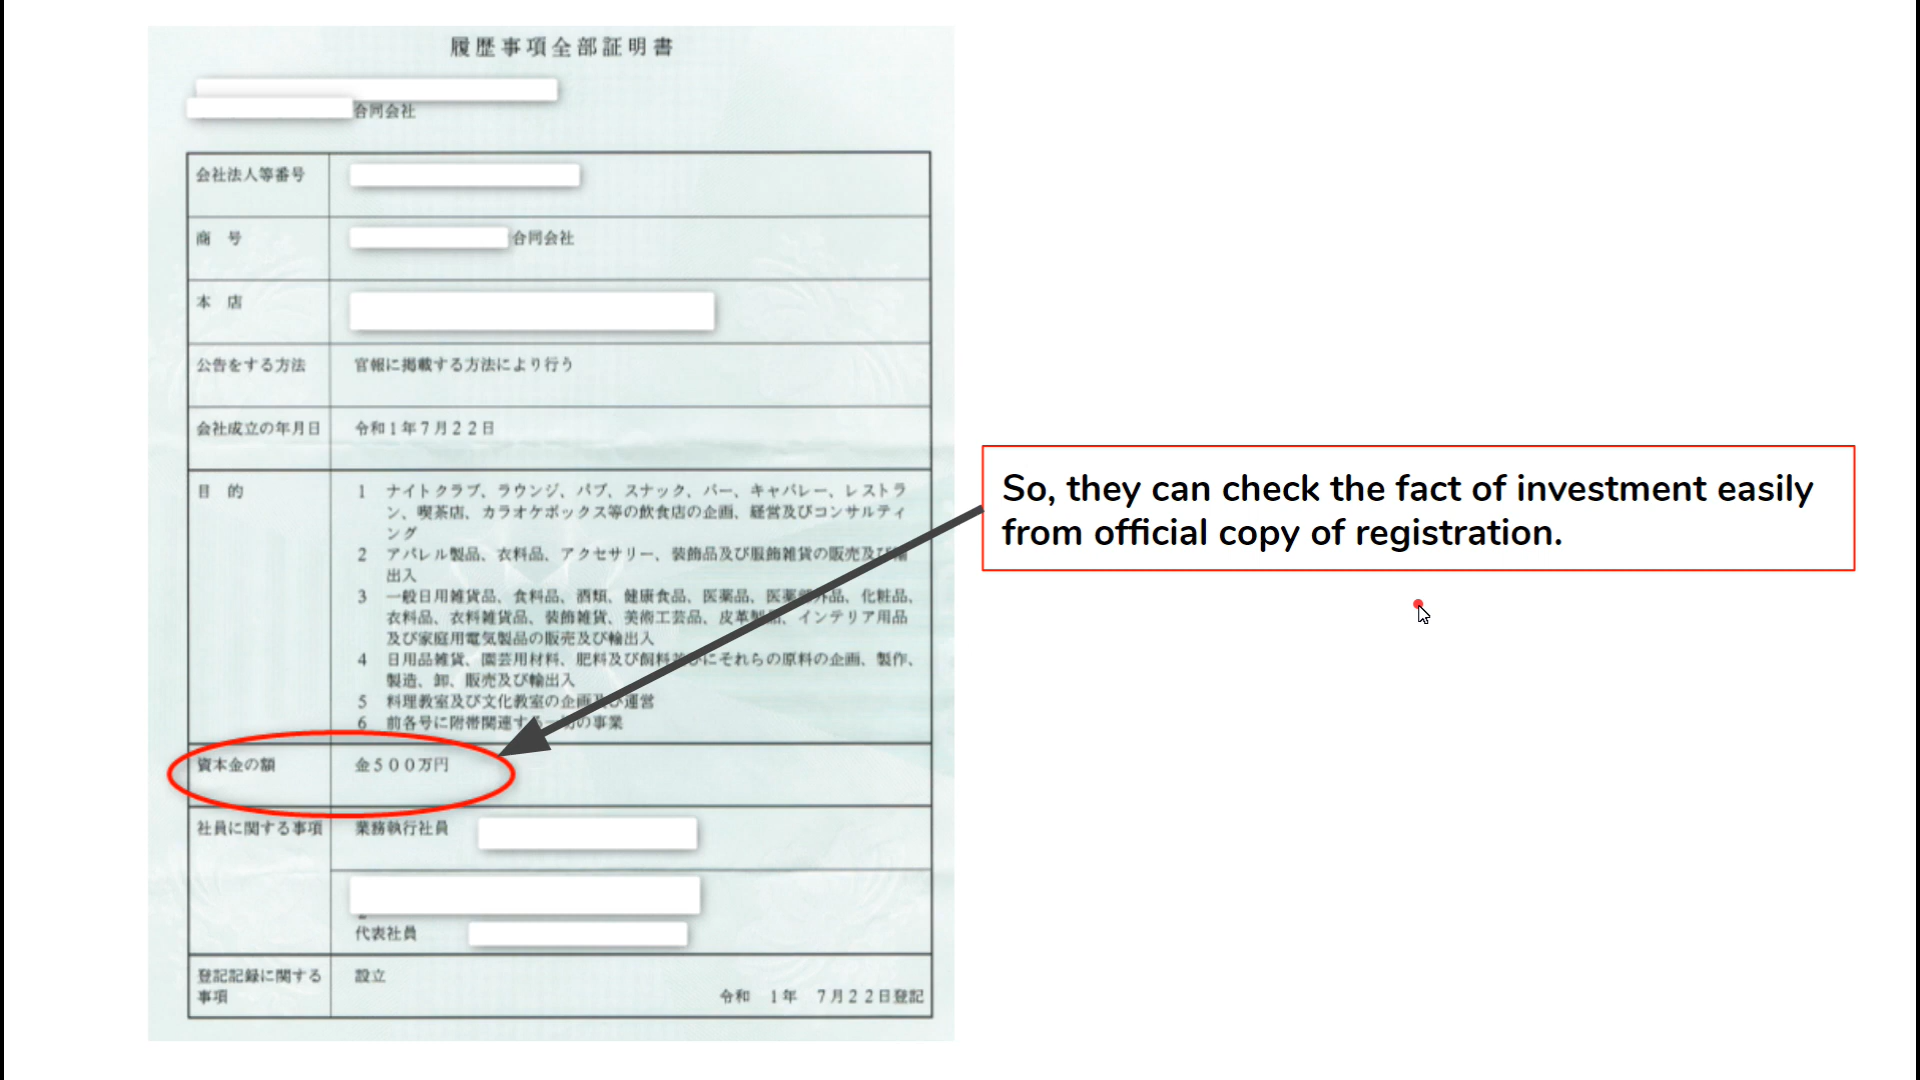 履歴事項全部証明書
合同会社
会社法人等番号
商 号
合同会社
本 店
公告をする方法
官報に掲載する方法により行う
会社成立の年月日
令和1年7月22日
目 的
1 ナイトクラブ、ラウンジ、パブ、スナック、バー、キャバレー、レストラ
ン、喫茶店、カラオケボックス等の飲食店の企画、経営及びコンサルティ
ング
2 アパレル製品、衣料品、アクセサリー、装飾品及び服飾雑貨の販売及び輸
出入
3 一般日用雑貨品、食料品、酒類、健康食品、医薬品、医薬部外品、化粧品、
衣料品、衣料雑貨品、装飾雑貨、美術工芸品、皮革製品、インテリア用品
及び家庭用電気製品の販売及び輸出入
4 日用品雑貨、園芸用材料、肥料及び飼料並びにそれらの原料の企画、製作、
製造、卸、販売及び輸出入
5 料理教室及び文化教室の企画及び運営
6 前各号に附帯関連する一切の事業
資本金の額
金500万円
社員に関する事項
業務執行社員
代表社員
登記記録に関する
事項
設立
令和 1年 7月22日登記
So, they can check the fact of investment easily
from official copy of registration.